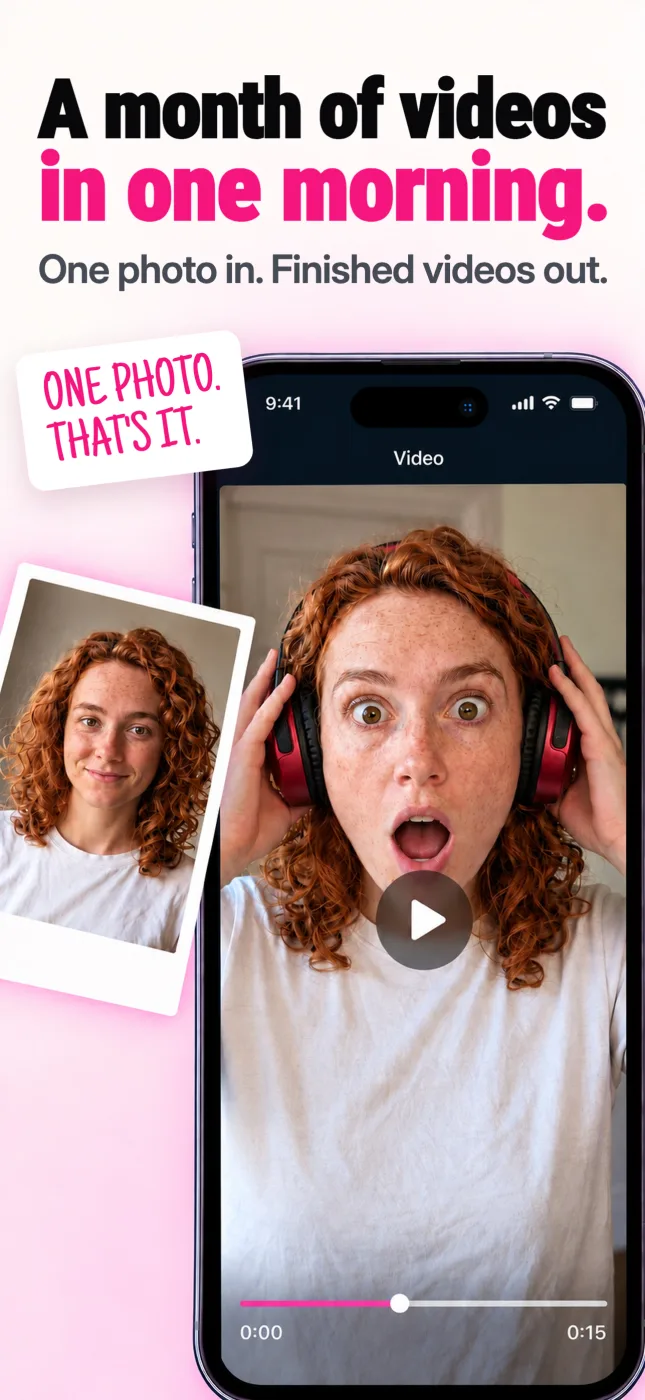 A month of videos
in one morning.
One photo in. Finished videos out.
ONE PHOTO.
THAT'S IT.
9:41
Video
0:00
0:15